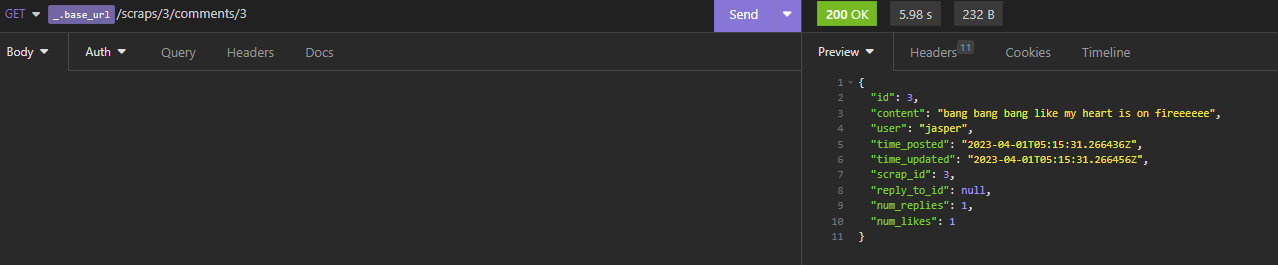 GET _.base_url /scraps/3/comments/3 Send 200 OK 5.98 s 232 B
Body Auth Query Headers Docs Preview Headers 11 Cookies Timeline
1 {
2 "id": 3,
3 "content": "bang bang bang like my heart is on fireeeeee",
4 "user": "jasper",
5 "time_posted": "2023-04-01T05:15:31.266436Z",
6 "time_updated": "2023-04-01T05:15:31.266456Z",
7 "scrap_id": 3,
8 "reply_to_id": null,
9 "num_replies": 1,
10 "num_likes": 1
11 }